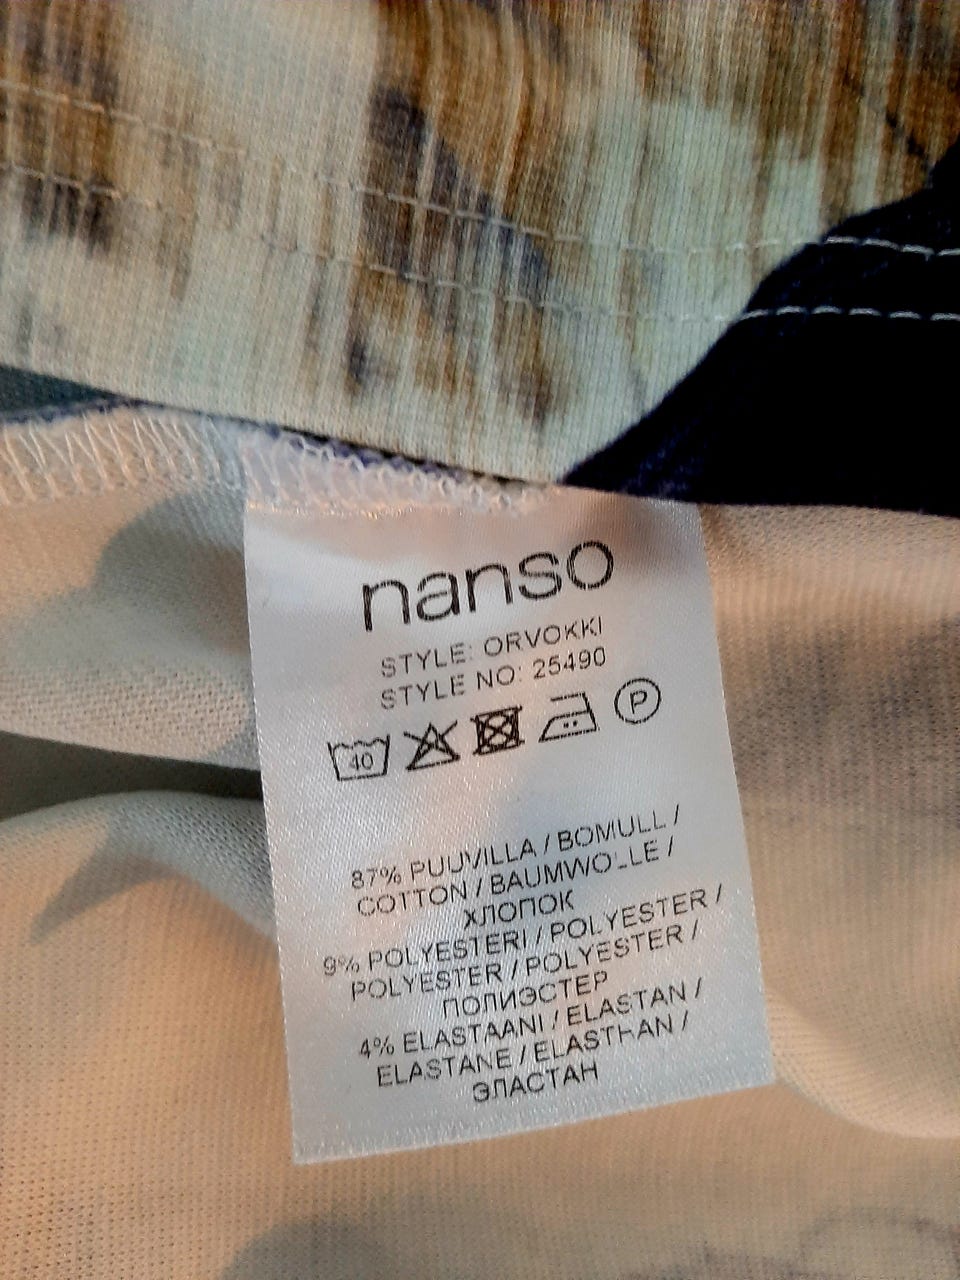 nanso
STYLE: ORVOKKI
STYLE NO: 25490
40 P
87% PUUVILLA / BOMULL /
COTTON / BAUMWOLLE /
ХЛОПОК
9% POLYESTERI / POLYESTER /
POLYESTER / POLYESTER /
ПОЛИЭСТЕР
4% ELASTAANI / ELASTAN /
ELASTANE / ELASTHAN /
ЭЛАСТАН